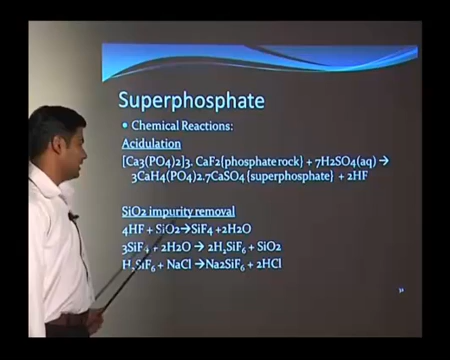 Superphosphate
• Chemical Reactions:
Acidulation
[Ca3(PO4)2]3. CaF2(phosphate rock) + 7H2SO4(aq) →
3CaH4(PO4)2.7CaSO4 {superphosphate} + 2HF
SiO2 impurity removal
4HF + SiO2→SiF4 +2H2O
3SiF4 + 2H2O → 2H2SiF6 + SiO2
H2SiF6 + NaCl →Na2SiF6 + 2HCl